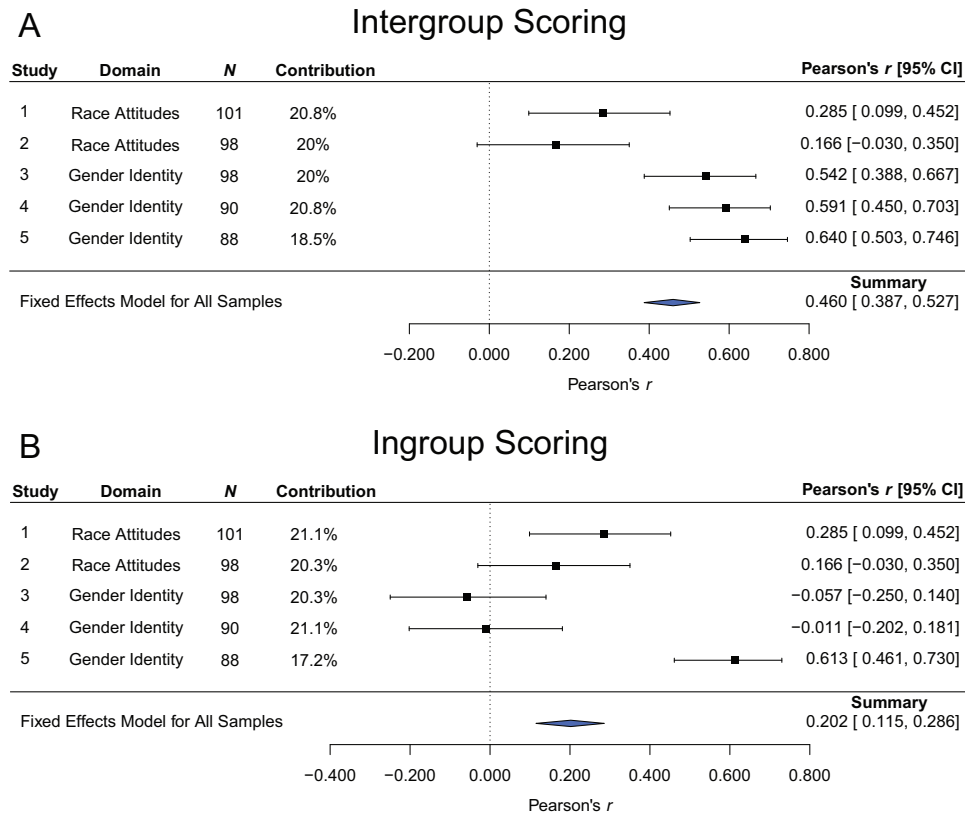 A
Intergroup Scoring
Study Domain N Contribution Pearson's r [95% CI]
1 Race Attitudes 101 20.8% 0.285 [ 0.099, 0.452]
2 Race Attitudes 98 20% 0.166 [−0.030, 0.350]
3 Gender Identity 98 20% 0.542 [ 0.388, 0.667]
4 Gender Identity 90 20.8% 0.591 [ 0.450, 0.703]
5 Gender Identity 88 18.5% 0.640 [ 0.503, 0.746]
Summary
Fixed Effects Model for All Samples 0.460 [ 0.387, 0.527]
−0.200 0.000 0.200 0.400 0.600 0.800
Pearson's r
B
Ingroup Scoring
Study Domain N Contribution Pearson's r [95% CI]
1 Race Attitudes 101 21.1% 0.285 [ 0.099, 0.452]
2 Race Attitudes 98 20.3% 0.166 [−0.030, 0.350]
3 Gender Identity 98 20.3% −0.057 [−0.250, 0.140]
4 Gender Identity 90 21.1% −0.011 [−0.202, 0.181]
5 Gender Identity 88 17.2% 0.613 [ 0.461, 0.730]
Summary
Fixed Effects Model for All Samples 0.202 [ 0.115, 0.286]
−0.400 −0.200 0.000 0.200 0.400 0.600 0.800
Pearson's r